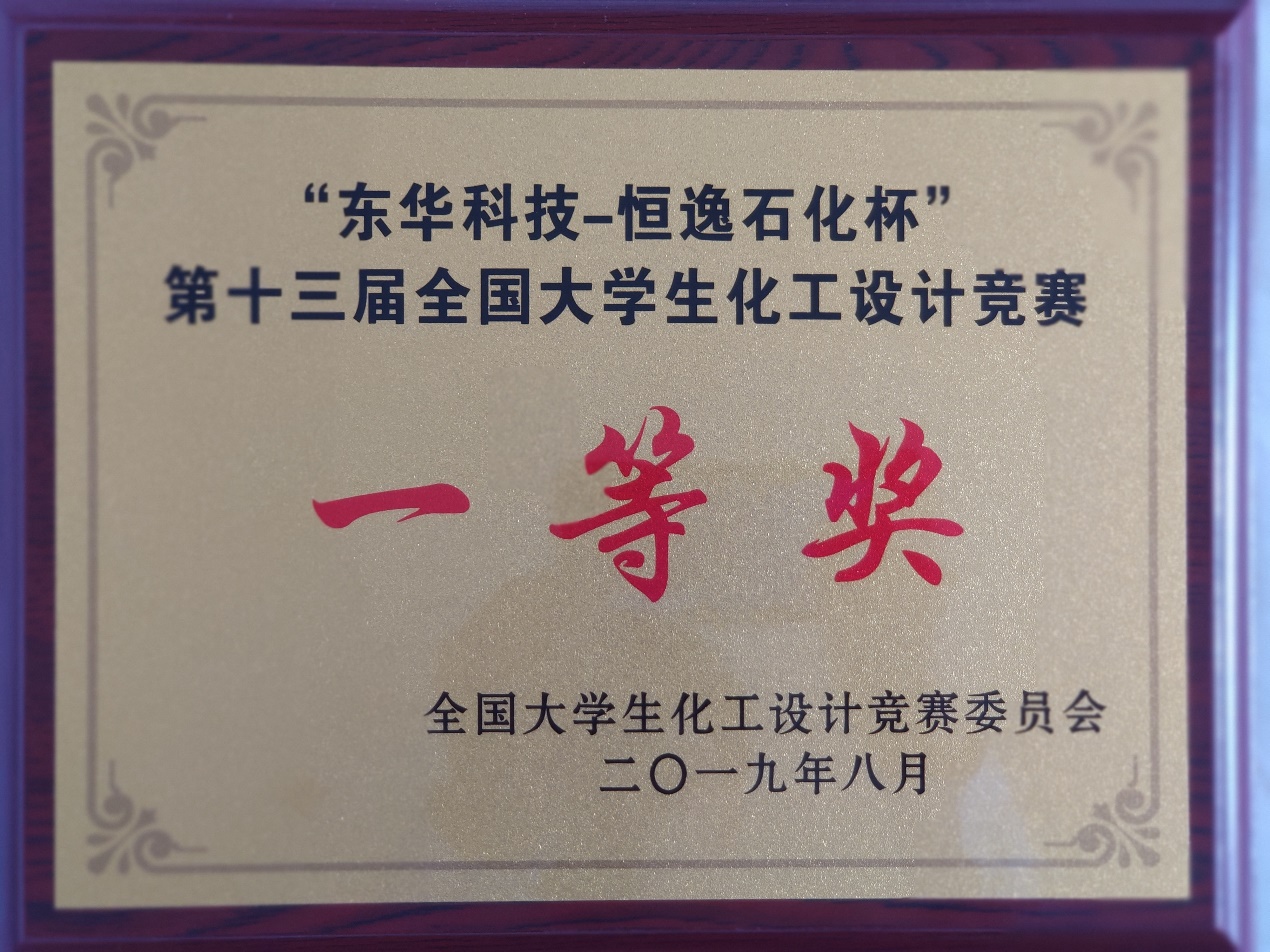 “东华科技-恒逸石化杯”
第十三届全国大学生化工设计竞赛
一等奖
全国大学生化工设计竞赛委员会
二〇一九年八月